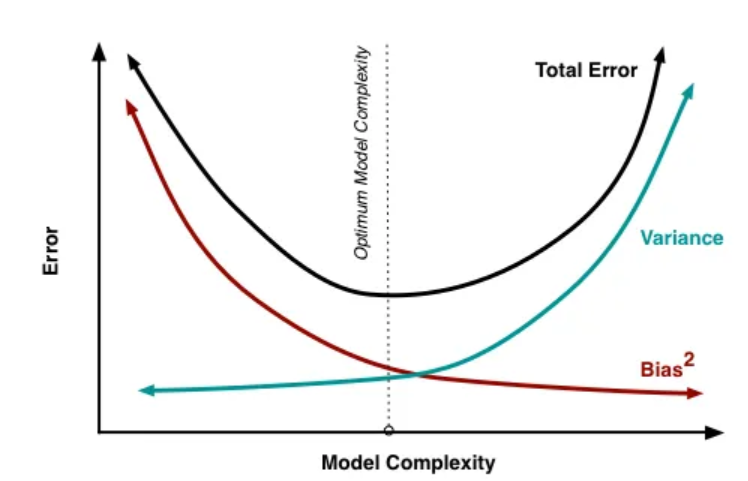 Total Error
Optimum Model Complexity
Variance
Error
Bias²
Model Complexity